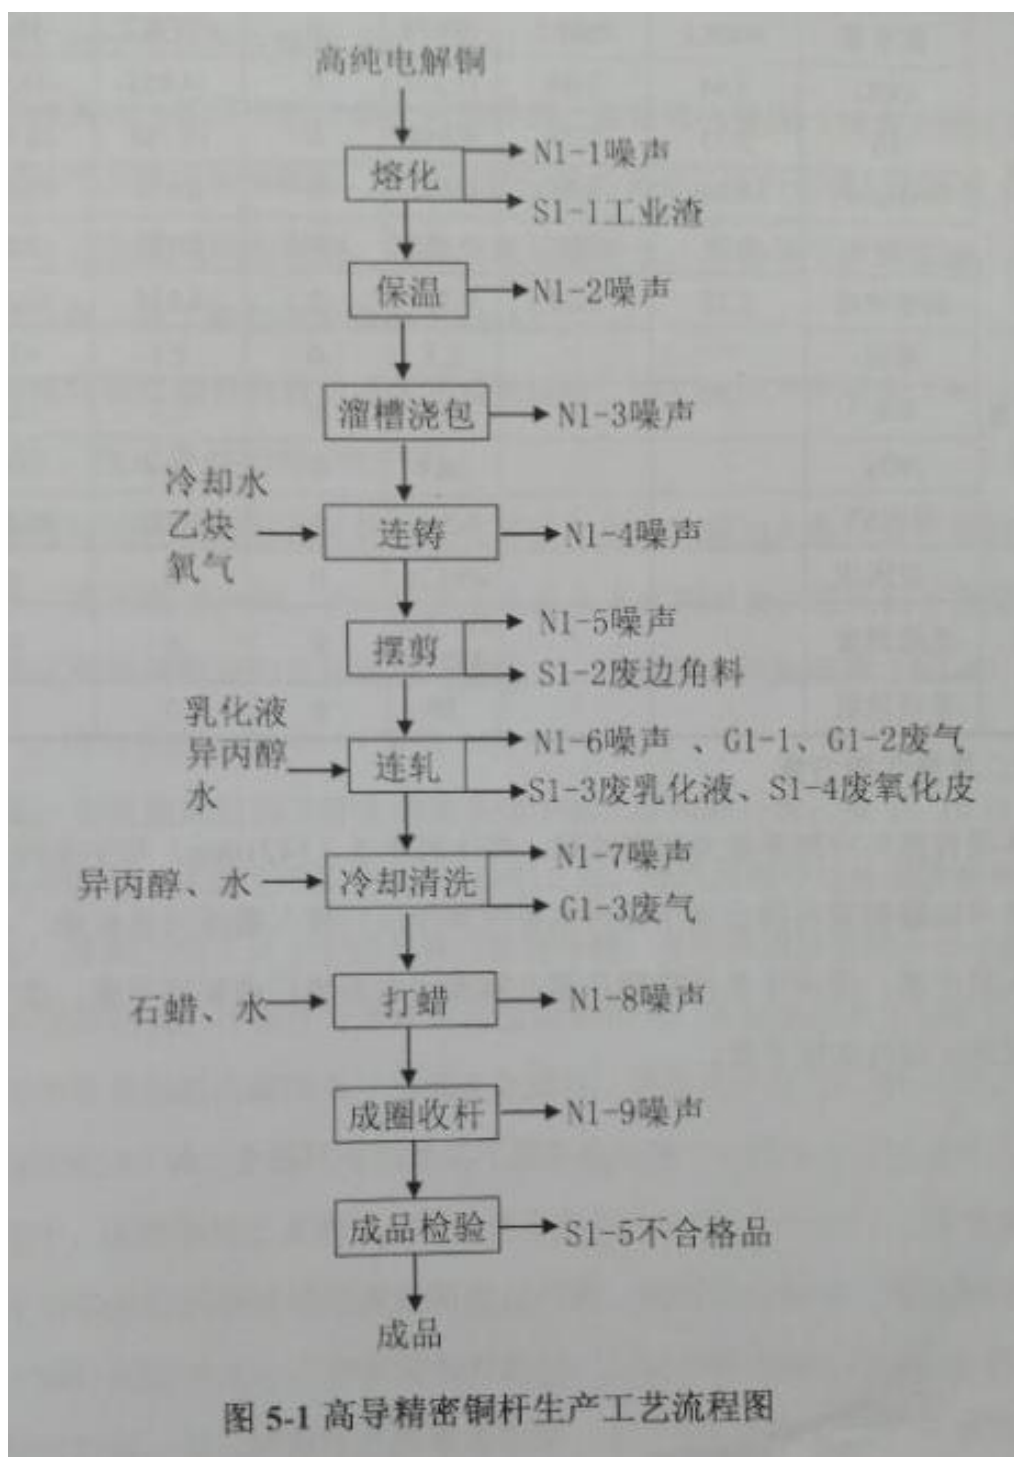 高纯电解铜
熔化
N1-1噪声
S1-1工业渣
保温
N1-2噪声
溜槽浇包
N1-3噪声
冷却水
乙炔
氧气
连铸
N1-4噪声
摆剪
N1-5噪声
S1-2废边角料
乳化液
异丙醇
水
连轧
N1-6噪声 、G1-1、G1-2废气
S1-3废乳化液、S1-4废氧化皮
异丙醇、水
冷却清洗
N1-7噪声
G1-3废气
石蜡、水
打蜡
N1-8噪声
成圈收杆
N1-9噪声
成品检验
S1-5不合格品
成品
图 5-1 高导精密铜杆生产工艺流程图